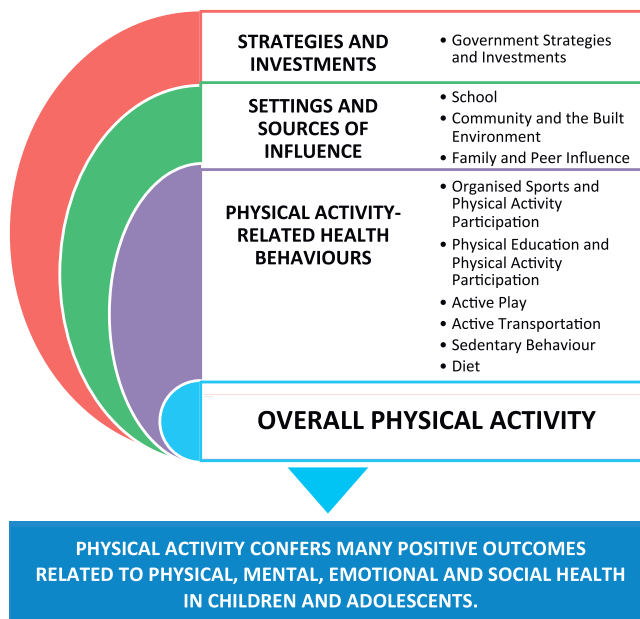 STRATEGIES AND
INVESTMENTS
• Government Strategies
and Investments
SETTINGS AND
SOURCES OF
INFLUENCE
• School
• Community and the Built
Environment
• Family and Peer Influence
PHYSICAL ACTIVITY-
RELATED HEALTH
BEHAVIOURS
• Organised Sports and
Physical Activity
Participation
• Physical Education and
Physical Activity
Participation
• Active Play
• Active Transportation
• Sedentary Behaviour
• Diet
OVERALL PHYSICAL ACTIVITY
PHYSICAL ACTIVITY CONFERS MANY POSITIVE OUTCOMES
RELATED TO PHYSICAL, MENTAL, EMOTIONAL AND SOCIAL HEALTH
IN CHILDREN AND ADOLESCENTS.